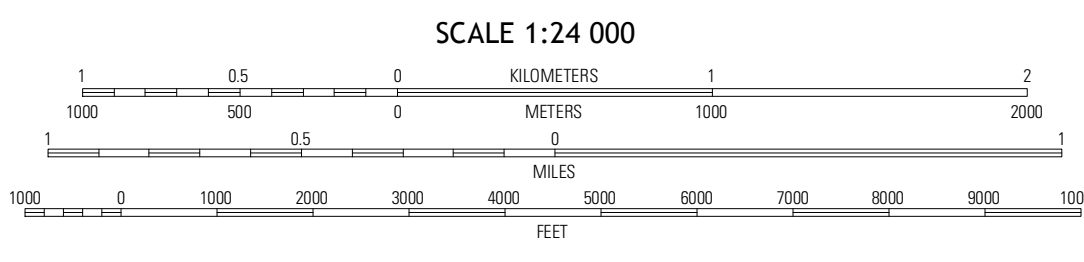 SCALE 1:24 000
1 0.5 0 KILOMETERS 1 2
1000 500 0 METERS 1000 2000
1 0.5 0 1
MILES
1000 0 1000 2000 3000 4000 5000 6000 7000 8000 9000 100
FEET